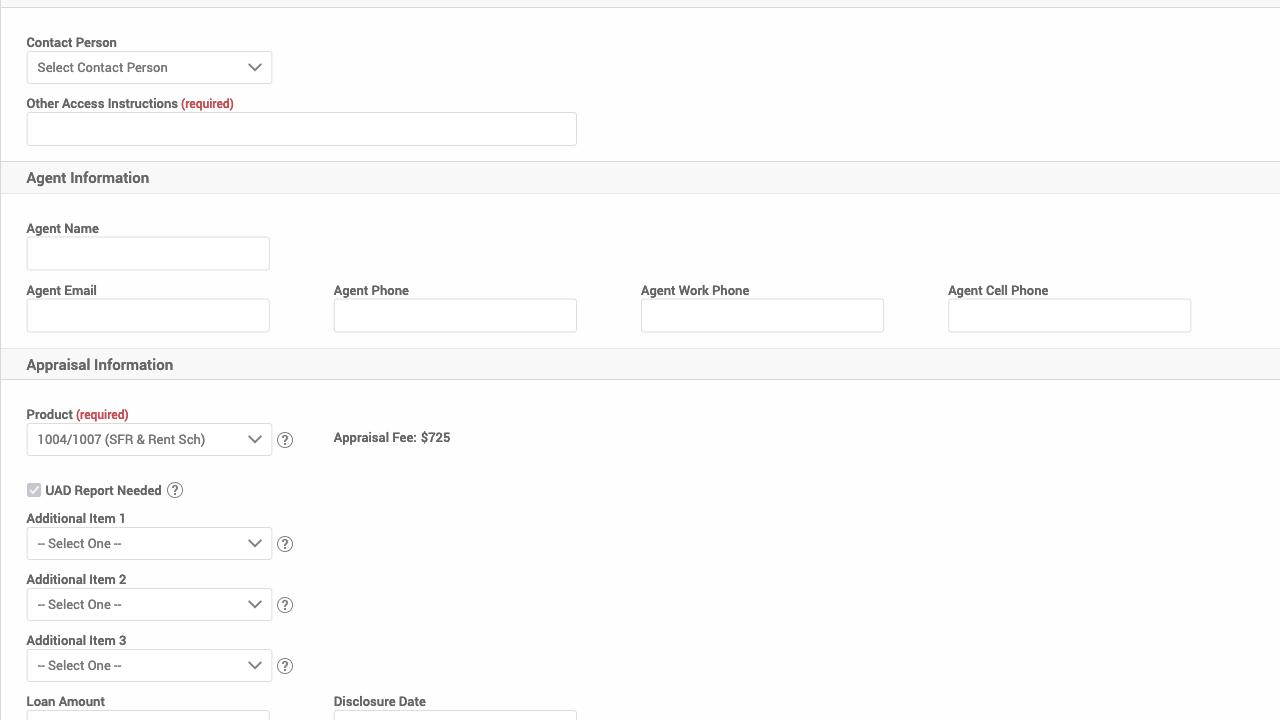 Contact Person
Select Contact Person
Other Access Instructions (required)
Agent Information
Agent Name
Agent Email Agent Phone Agent Work Phone Agent Cell Phone
Appraisal Information
Product (required)
1004/1007 (SFR & Rent Sch) ? Appraisal Fee: $725
UAD Report Needed ?
Additional Item 1
-- Select One -- ?
Additional Item 2
-- Select One -- ?
Additional Item 3
-- Select One -- ?
Loan Amount Disclosure Date